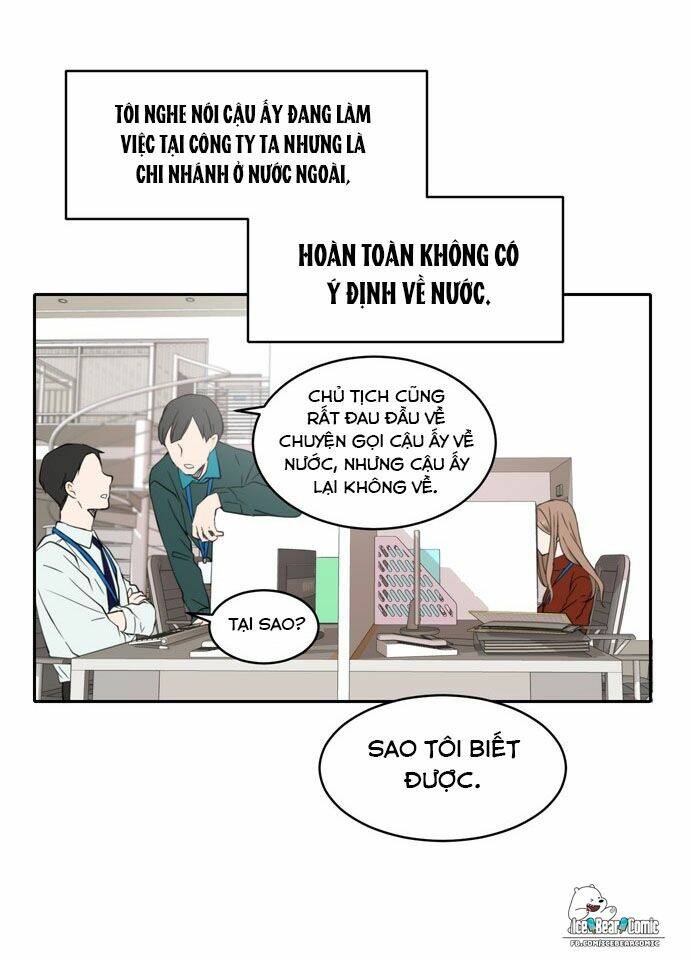 TÔI NGHE NÓI CẬU ẤY ĐANG LÀM
VIỆC TẠI CÔNG TY TA NHƯNG LÀ
CHI NHÁNH Ở NƯỚC NGOÀI,
HOÀN TOÀN KHÔNG CÓ
Ý ĐỊNH VỀ NƯỚC.
CHỦ TỊCH CŨNG
RẤT ĐAU ĐẦU VỀ
CHUYỆN GỌI CẬU ẤY VỀ
NƯỚC, NHƯNG CẬU ẤY
LẠI KHÔNG VỀ.
TẠI SAO?
SAO TÔI BIẾT
ĐƯỢC.
Ice Bear Comic
FB.COM/ICEBEARCOMIC